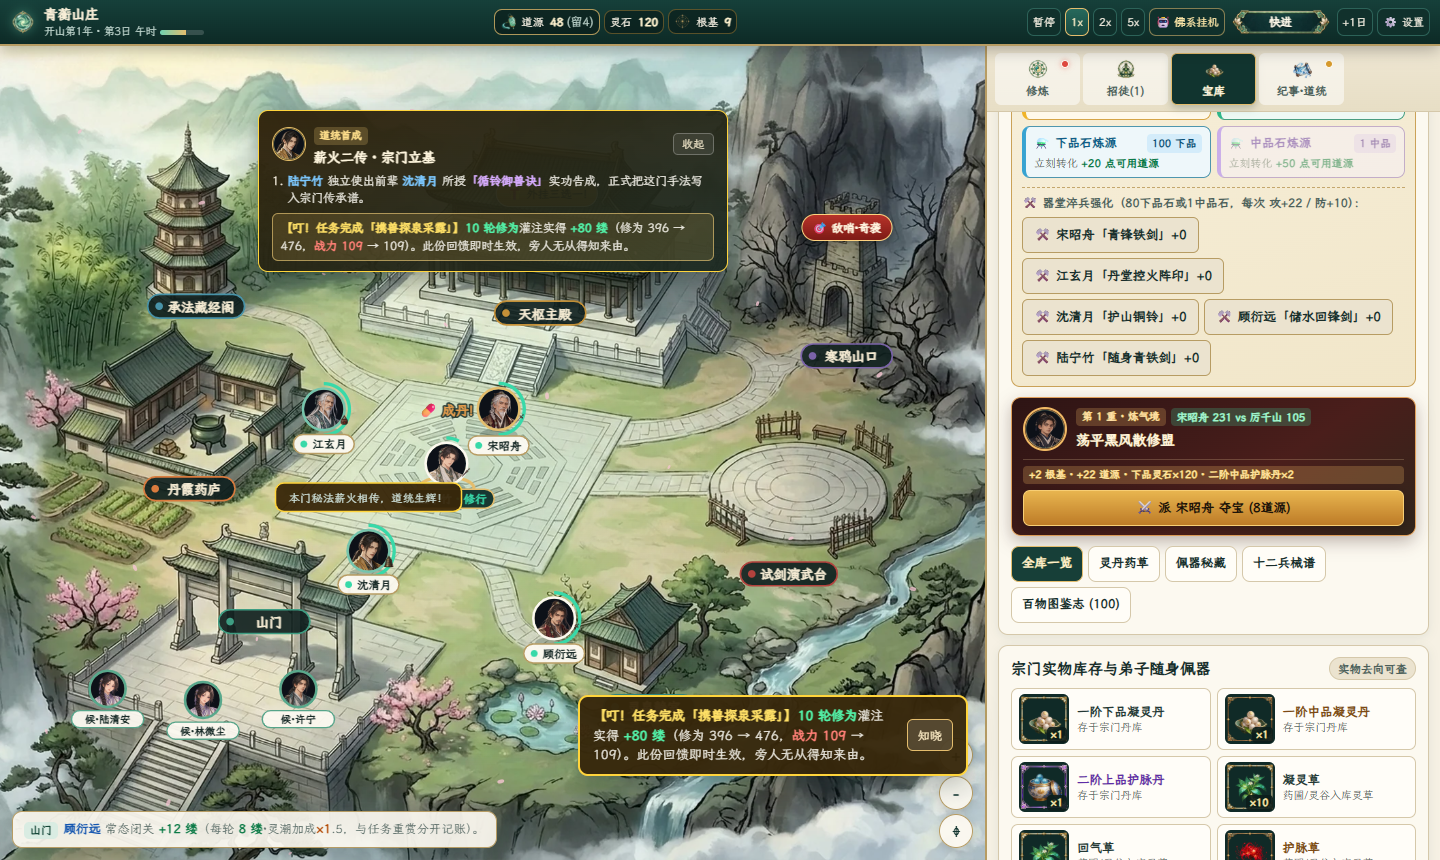 青蘅山庄
开山第1年・第3日 午时
道源 48 (留4)
灵石 120
根基 9
暂停
1x
2x
5x
佛系挂机
快进
+1日
设置
修炼
招徒(1)
宝库
纪事·道统
道统首成
薪火二传・宗门立基
收起
1. 陆宁竹 独立使出前辈 沈清月 所授「循铃御兽诀」实功告成，正式把这门手法写
入宗门传承谱。
【叮！任务完成「携兽探泉采露」】10 轮修为灌注实得 +80 缕（修为 396 →
476，战力 109 → 109）。此份回馈即时生效，旁人无从得知来由。
敌哨·奇袭
承法藏经阁
天枢主殿
寒鸦山口
成丹!
江玄月
宋昭舟
丹霞药庐
本门秘法薪火相传，道统生辉！
修行
沈清月
试剑演武台
山门
顾衍远
候·陆清安
候·林微尘
候·许宁
【叮！任务完成「携兽探泉采露」】10 轮修为灌注
实得 +80 缕（修为 396 → 476，战力 109 →
109）。此份回馈即时生效，旁人无从得知来由。
知晓
-
山门 顾衍远 常态闭关 +12 缕（每轮 8 缕·灵潮加成×1.5，与任务重赏分开记账）。
下品石炼源 100 下品
立刻转化 +20 点可用道源
中品石炼源 1 中品
立刻转化 +50 点可用道源
器堂淬兵强化（80下品石或1中品石，每次 攻+22 / 防+10）：
宋昭舟「青锋铁剑」+0
江玄月「丹堂控火阵印」+0
沈清月「护山铜铃」+0
顾衍远「储水回锋剑」+0
陆宁竹「随身青铁剑」+0
第 1 重・炼气境
宋昭舟 231 vs 厉千山 105
荡平黑风散修盟
+2 根基・+22 道源・下品灵石×120・二阶中品护脉丹×2
派 宋昭舟 夺宝 (8道源)
全库一览
灵丹药草
佩器秘藏
十二兵械谱
百物图鉴志 (100)
宗门实物库存与弟子随身佩器
实物去向可查
一阶下品凝灵丹
存于宗门丹库
×1
一阶中品凝灵丹
存于宗门丹库
×1
二阶上品护脉丹
存于宗门丹库
×1
凝灵草
药圃/灵谷入库灵草
×10
回气草
护脉草